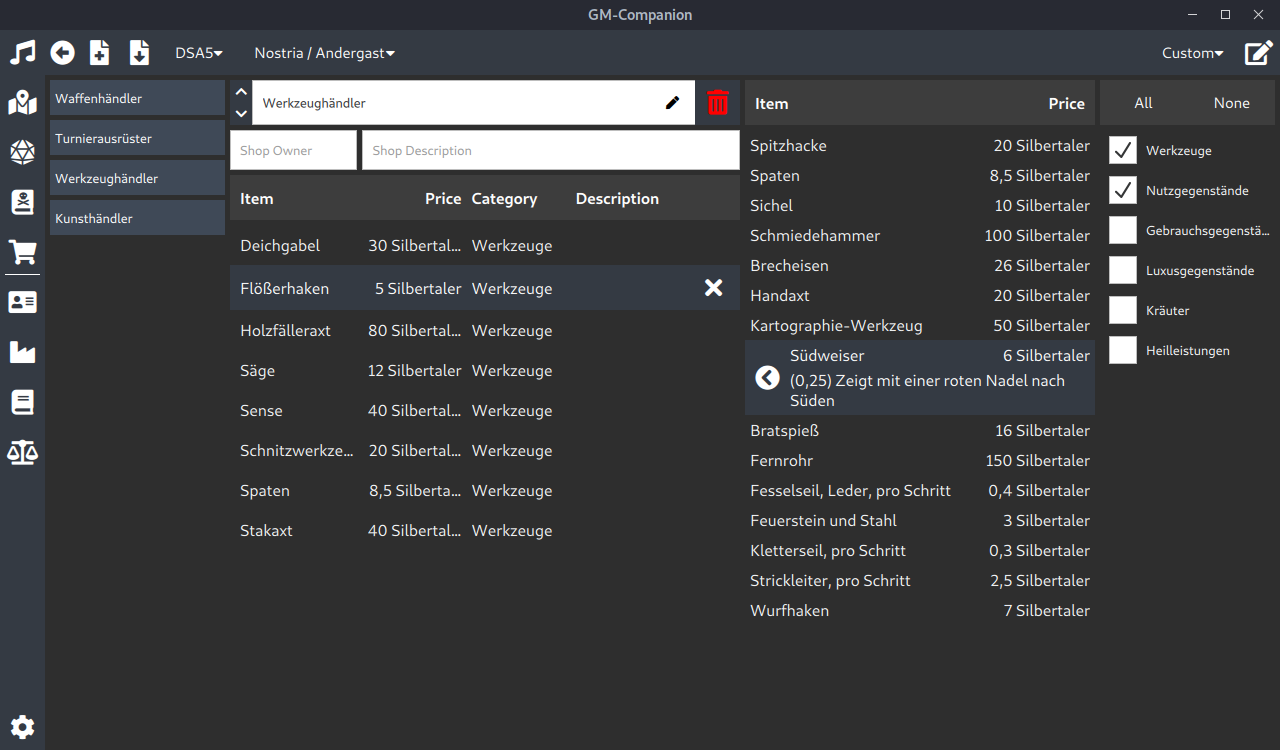 GM-Companion
DSA5
Nostria / Andergast
Custom
Waffenhändler
Turnierausrüster
Werkzeughändler
Kunsthändler
Werkzeughändler
Shop Owner
Shop Description
Item Price Category Description
Deichgabel 30 Silbertal... Werkzeuge
Flößerhaken 5 Silbertaler Werkzeuge
Holzfälleraxt 80 Silbertal... Werkzeuge
Säge 12 Silbertaler Werkzeuge
Sense 40 Silbertal... Werkzeuge
Schnitzwerkze... 20 Silbertal... Werkzeuge
Spaten 8,5 Silberta... Werkzeuge
Stakaxt 40 Silbertal... Werkzeuge
Item Price
Spitzhacke 20 Silbertaler
Spaten 8,5 Silbertaler
Sichel 10 Silbertaler
Schmiedehammer 100 Silbertaler
Brecheisen 26 Silbertaler
Handaxt 20 Silbertaler
Kartographie-Werkzeug 50 Silbertaler
Südweiser 6 Silbertaler
(0,25) Zeigt mit einer roten Nadel nach
Süden
Bratspieß 16 Silbertaler
Fernrohr 150 Silbertaler
Fesselseil, Leder, pro Schritt 0,4 Silbertaler
Feuerstein und Stahl 3 Silbertaler
Kletterseil, pro Schritt 0,3 Silbertaler
Strickleiter, pro Schritt 2,5 Silbertaler
Wurfhaken 7 Silbertaler
All None
Werkzeuge
Nutzgegenstände
Gebrauchsgegenstä...
Luxusgegenstände
Kräuter
Heilleistungen